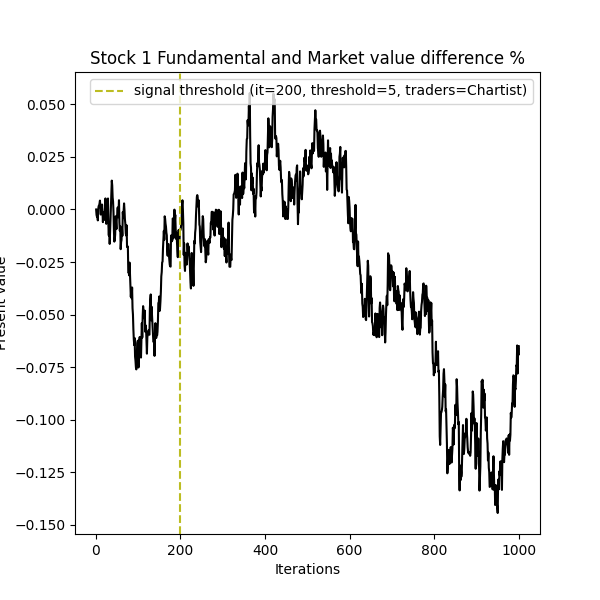 Stock 1 Fundamental and Market value difference %
signal threshold (it=200, threshold=5, traders=Chartist)
0.050
0.025
0.000
−0.025
−0.050
−0.075
−0.100
−0.125
−0.150
Present value
0 200 400 600 800 1000
Iterations